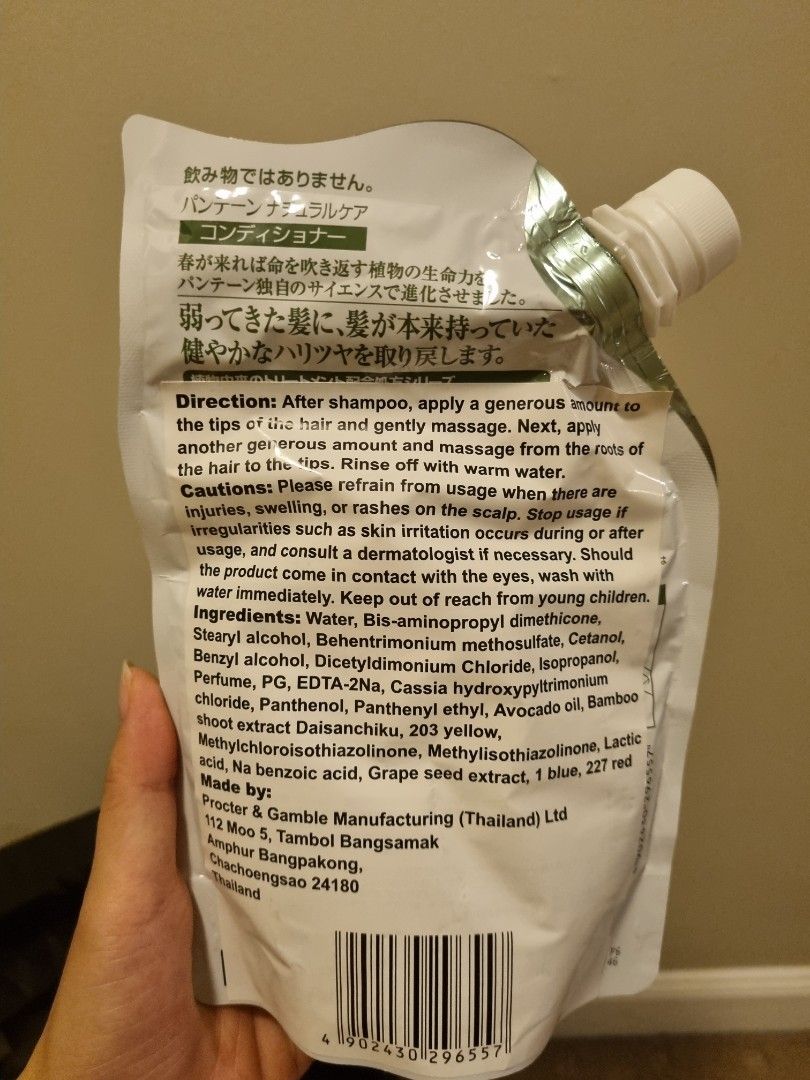 飲み物ではありません。
パンテーン ナチュラルケア
コンディショナー
春が来れば命を吹き返す植物の生命力を
パンテーン独自のサイエンスで進化させました。
弱ってきた髪に、髪が本来持っていた
健やかなハリツヤを取り戻します。
Direction: After shampoo, apply a generous amount to
the tips of the hair and gently massage. Next, apply
another generous amount and massage from the roots of
the hair to the tips. Rinse off with warm water.
Cautions: Please refrain from usage when there are
injuries, swelling, or rashes on the scalp. Stop usage if
irregularities such as skin irritation occurs during or after
usage, and consult a dermatologist if necessary. Should
the product come in contact with the eyes, wash with
water immediately. Keep out of reach from young children.
Ingredients: Water, Bis-aminopropyl dimethicone,
Stearyl alcohol, Behentrimonium methosulfate, Cetanol,
Benzyl alcohol, Dicetyldimonium Chloride, Isopropanol,
Perfume, PG, EDTA-2Na, Cassia hydroxypyltrimonium
chloride, Panthenol, Panthenyl ethyl, Avocado oil, Bamboo
shoot extract Daisanchiku, 203 yellow,
Methylchloroisothiazolinone, Methylisothiazolinone, Lactic
acid, Na benzoic acid, Grape seed extract, 1 blue, 227 red
Made by:
Procter & Gamble Manufacturing (Thailand) Ltd
112 Moo 5, Tambol Bangsamak
Amphur Bangpakong,
Chachoengsao 24180
Thailand
4 902430 296557